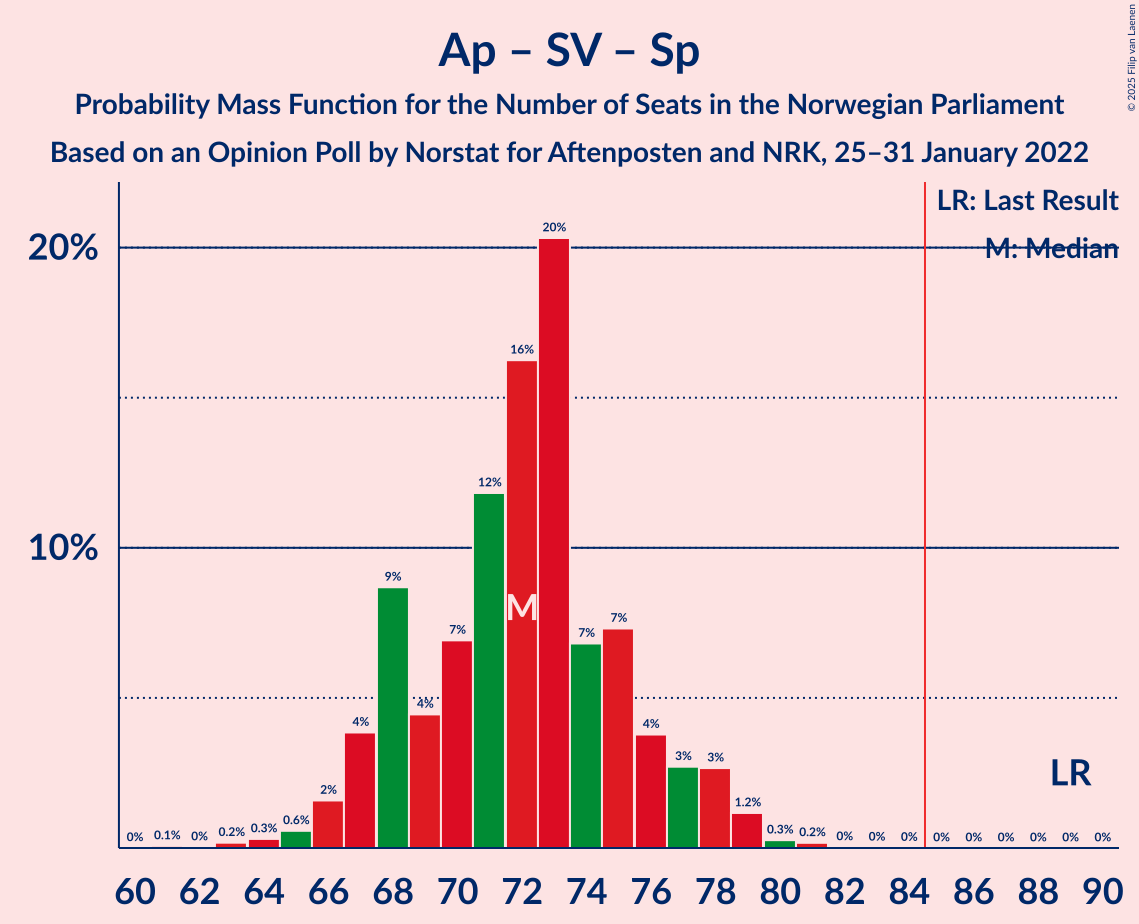 Ap – SV – Sp
Probability Mass Function for the Number of Seats in the Norwegian Parliament
Based on an Opinion Poll by Norstat for Aftenposten and NRK, 25–31 January 2022
© 2025 Filip van Laenen
LR: Last Result
M: Median
20%
10%
0% 0.1% 0% 0.2% 0.3% 0.6% 2% 4% 9% 4% 7% 12% 16% 20% 7% 7% 4% 3% 3% 1.2% 0.3% 0.2% 0% 0% 0% 0% 0% 0% 0% 0% 0%
M
LR
60 62 64 66 68 70 72 74 76 78 80 82 84 86 88 90